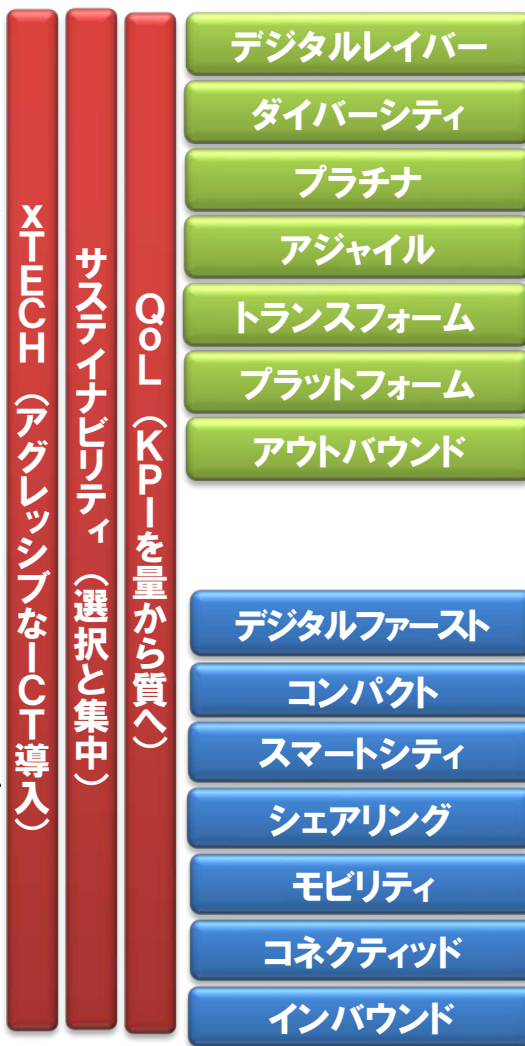 xTECH（アグレッシブなICT導入）
サステイナビリティ（選択と集中）
QoL（KPIを量から質へ）
デジタルレイバー
ダイバーシティ
プラチナ
アジャイル
トランスフォーム
プラットフォーム
アウトバウンド
デジタルファースト
コンパクト
スマートシティ
シェアリング
モビリティ
コネクティッド
インバウンド